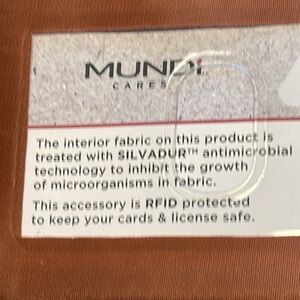 MUNDI
CARES
The interior fabric on this product is
treated with SILVADUR™ antimicrobial
technology to inhibit the growth
of microorganisms in fabric.
This accessory is RFID protected
to keep your cards & license safe.